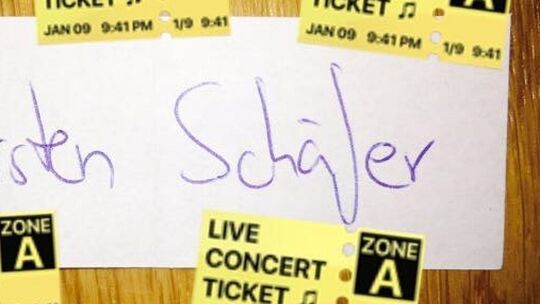 TICKET ♫
JAN 09 9:41 PM 1/9 9:41
TICKET ♫ A
JAN 09 9:41 PM 1/9 9:41
Schäfer
ZONE
A
LIVE
CONCERT
TICKET ♫
ZONE
A